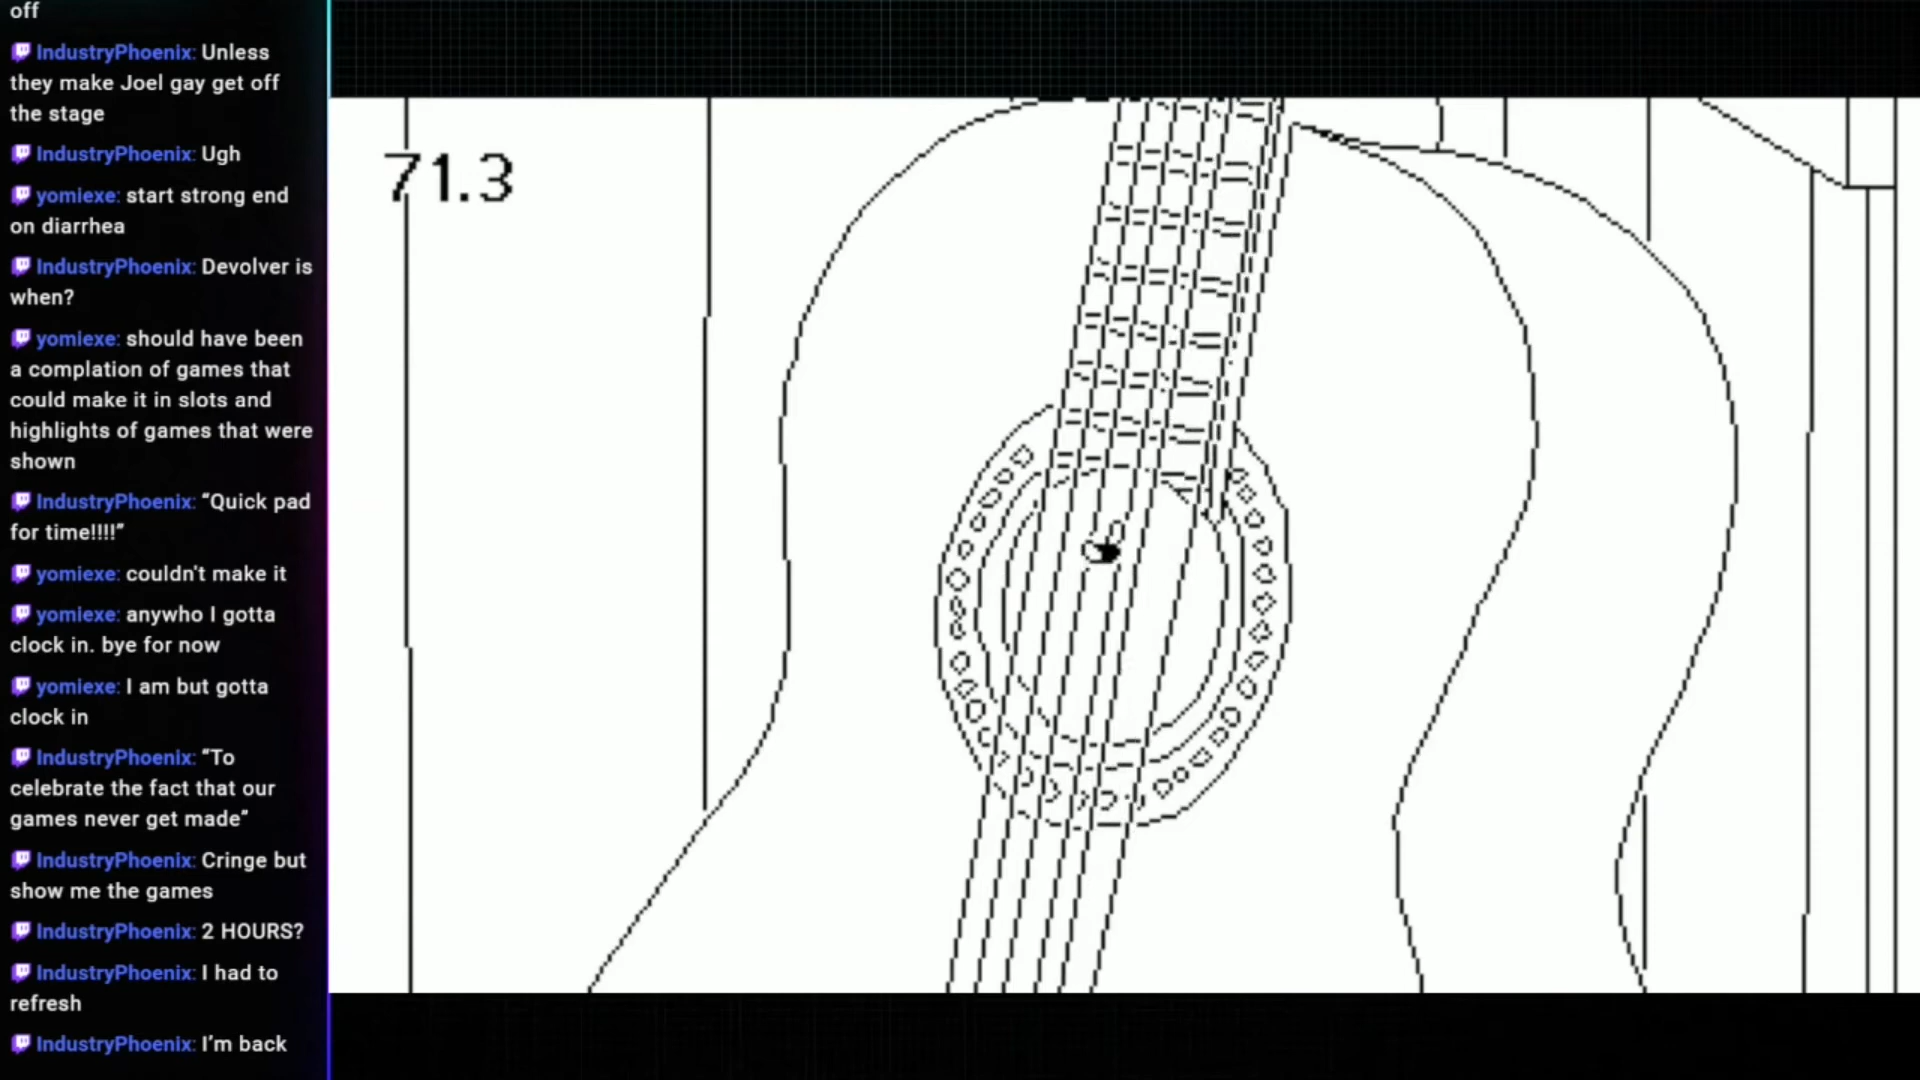 off
IndustryPhoenix: Unless
they make Joel gay get off
the stage
IndustryPhoenix: Ugh
yomiexe: start strong end
on diarrhea
IndustryPhoenix: Devolver is
when?
yomiexe: should have been
a complation of games that
could make it in slots and
highlights of games that were
shown
IndustryPhoenix: “Quick pad
for time!!!!”
yomiexe: couldn't make it
yomiexe: anywho I gotta
clock in. bye for now
yomiexe: I am but gotta
clock in
IndustryPhoenix: “To
celebrate the fact that our
games never get made”
IndustryPhoenix: Cringe but
show me the games
IndustryPhoenix: 2 HOURS?
IndustryPhoenix: I had to
refresh
IndustryPhoenix: I’m back
71.3